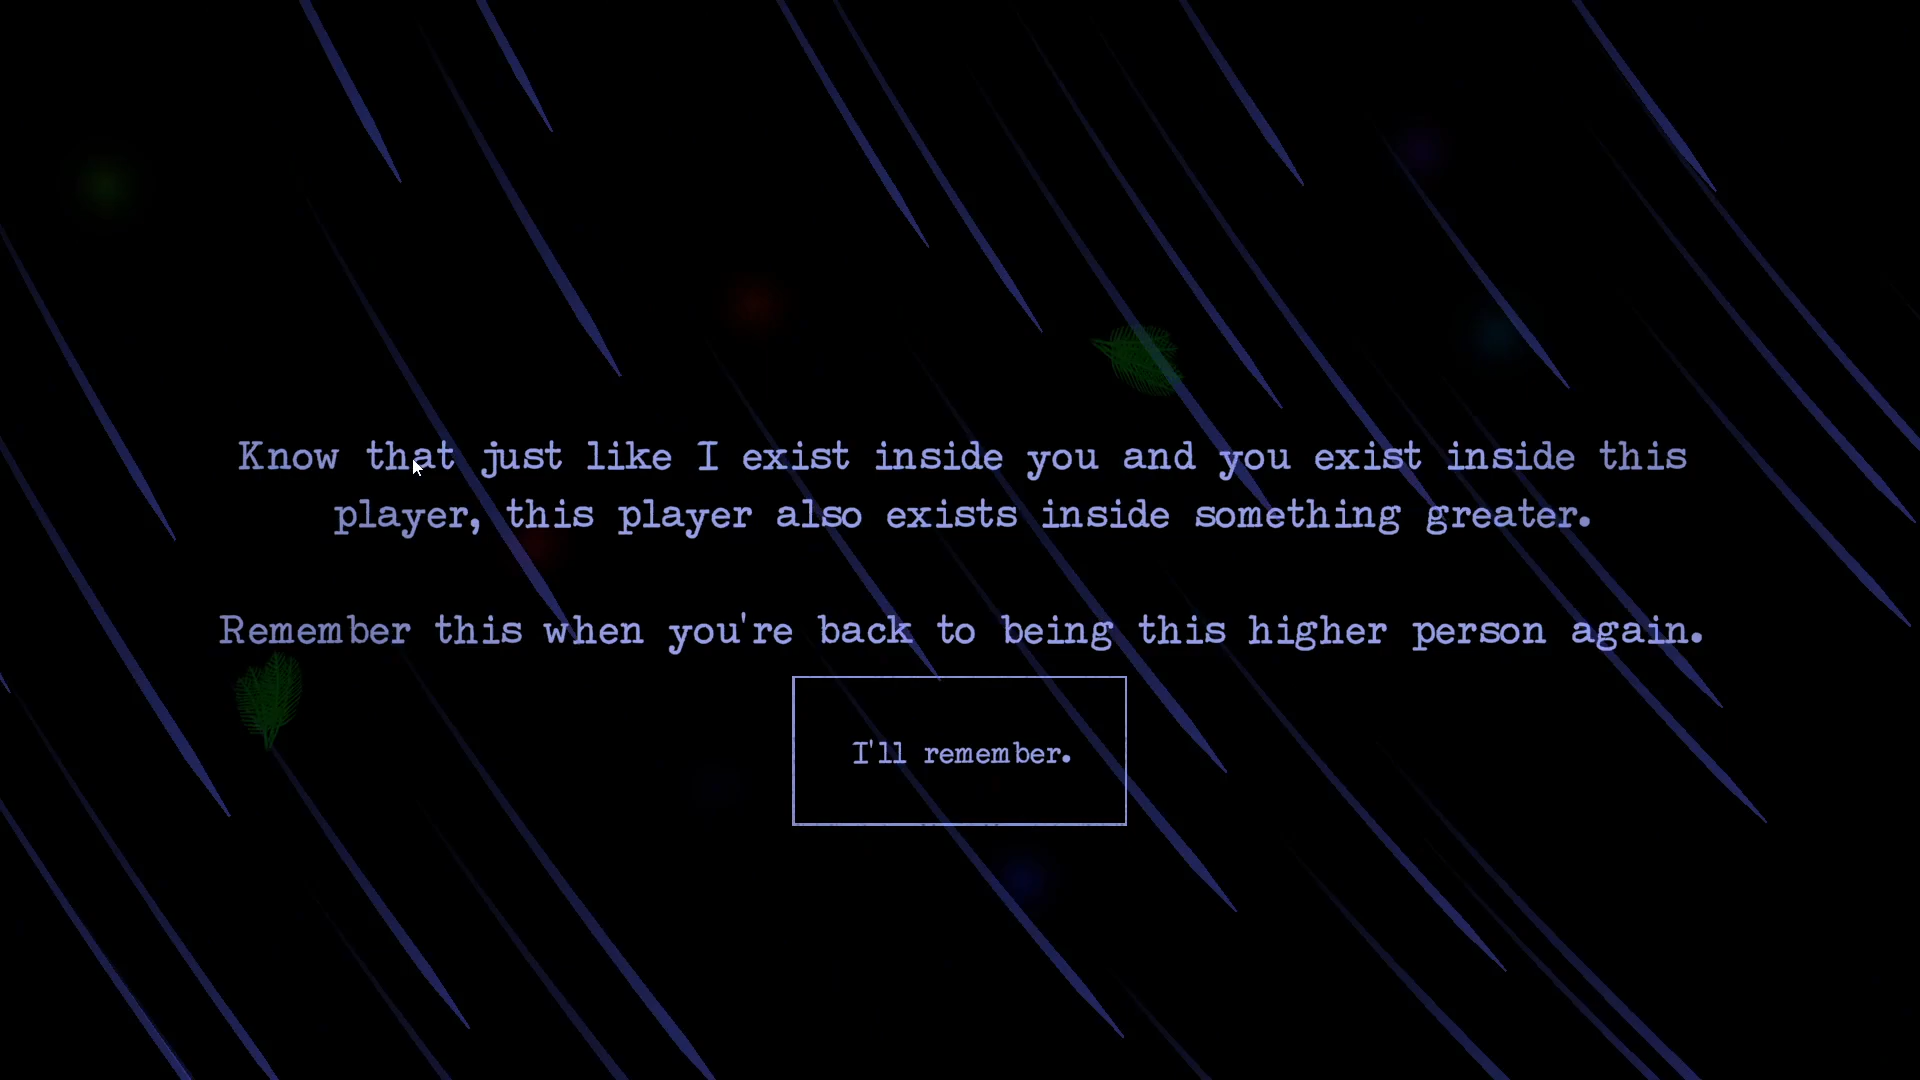 Know that just like I exist inside you and you exist inside this
player, this player also exists inside something greater.
Remember this when you're back to being this higher person again.
I'll remember.